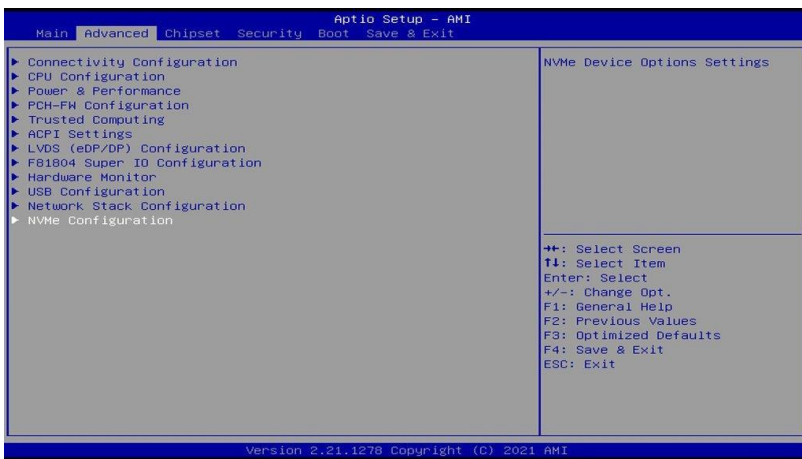 Aptio Setup – AMI
Main Advanced Chipset Security Boot Save & Exit
▶ Connectivity Configuration
▶ CPU Configuration
▶ Power & Performance
▶ PCH-FW Configuration
▶ Trusted Computing
▶ ACPI Settings
▶ LVDS (eDP/DP) Configuration
▶ F81804 Super IO Configuration
▶ Hardware Monitor
▶ USB Configuration
▶ Network Stack Configuration
▶ NVMe Configuration
NVMe Device Options Settings
→←: Select Screen
↑↓: Select Item
Enter: Select
+/-: Change Opt.
F1: General Help
F2: Previous Values
F3: Optimized Defaults
F4: Save & Exit
ESC: Exit
Version 2.21.1278 Copyright (C) 2021 AMI